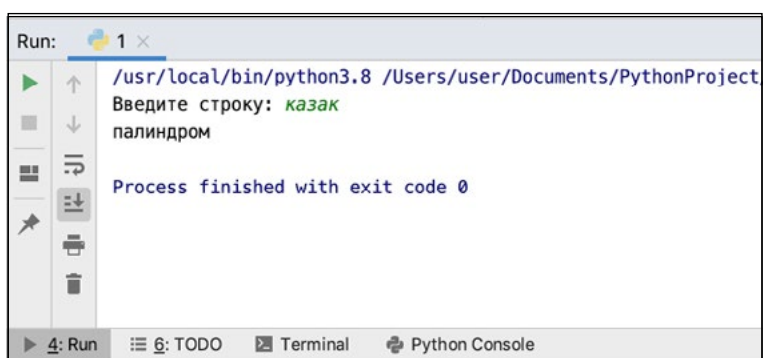 Run: 1 ×
/usr/local/bin/python3.8 /Users/user/Documents/PythonProject
Введите строку: казак
палиндром
Process finished with exit code 0
4: Run 6: TODO Terminal Python Console